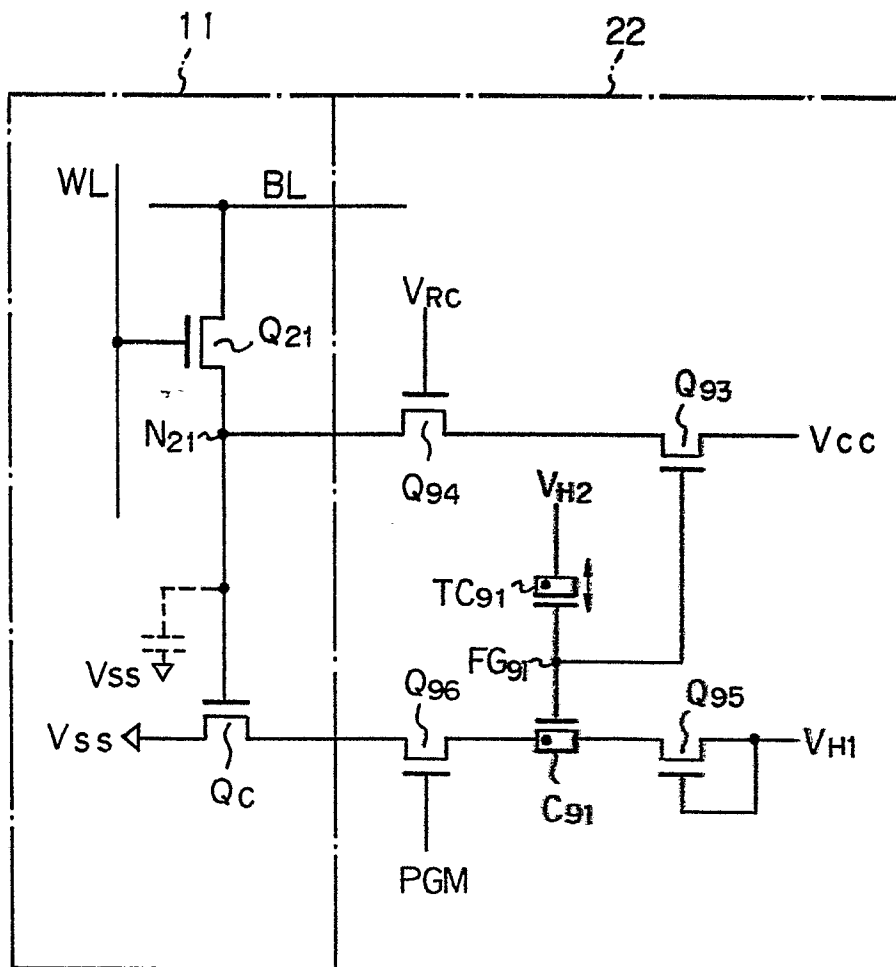 11
22
WL
BL
Q21
VRC
N21
Q94
Q93
VCC
VH2
TC91
FG91
VSS
Q96
Q95
VSS
QC
C91
VH1
PGM